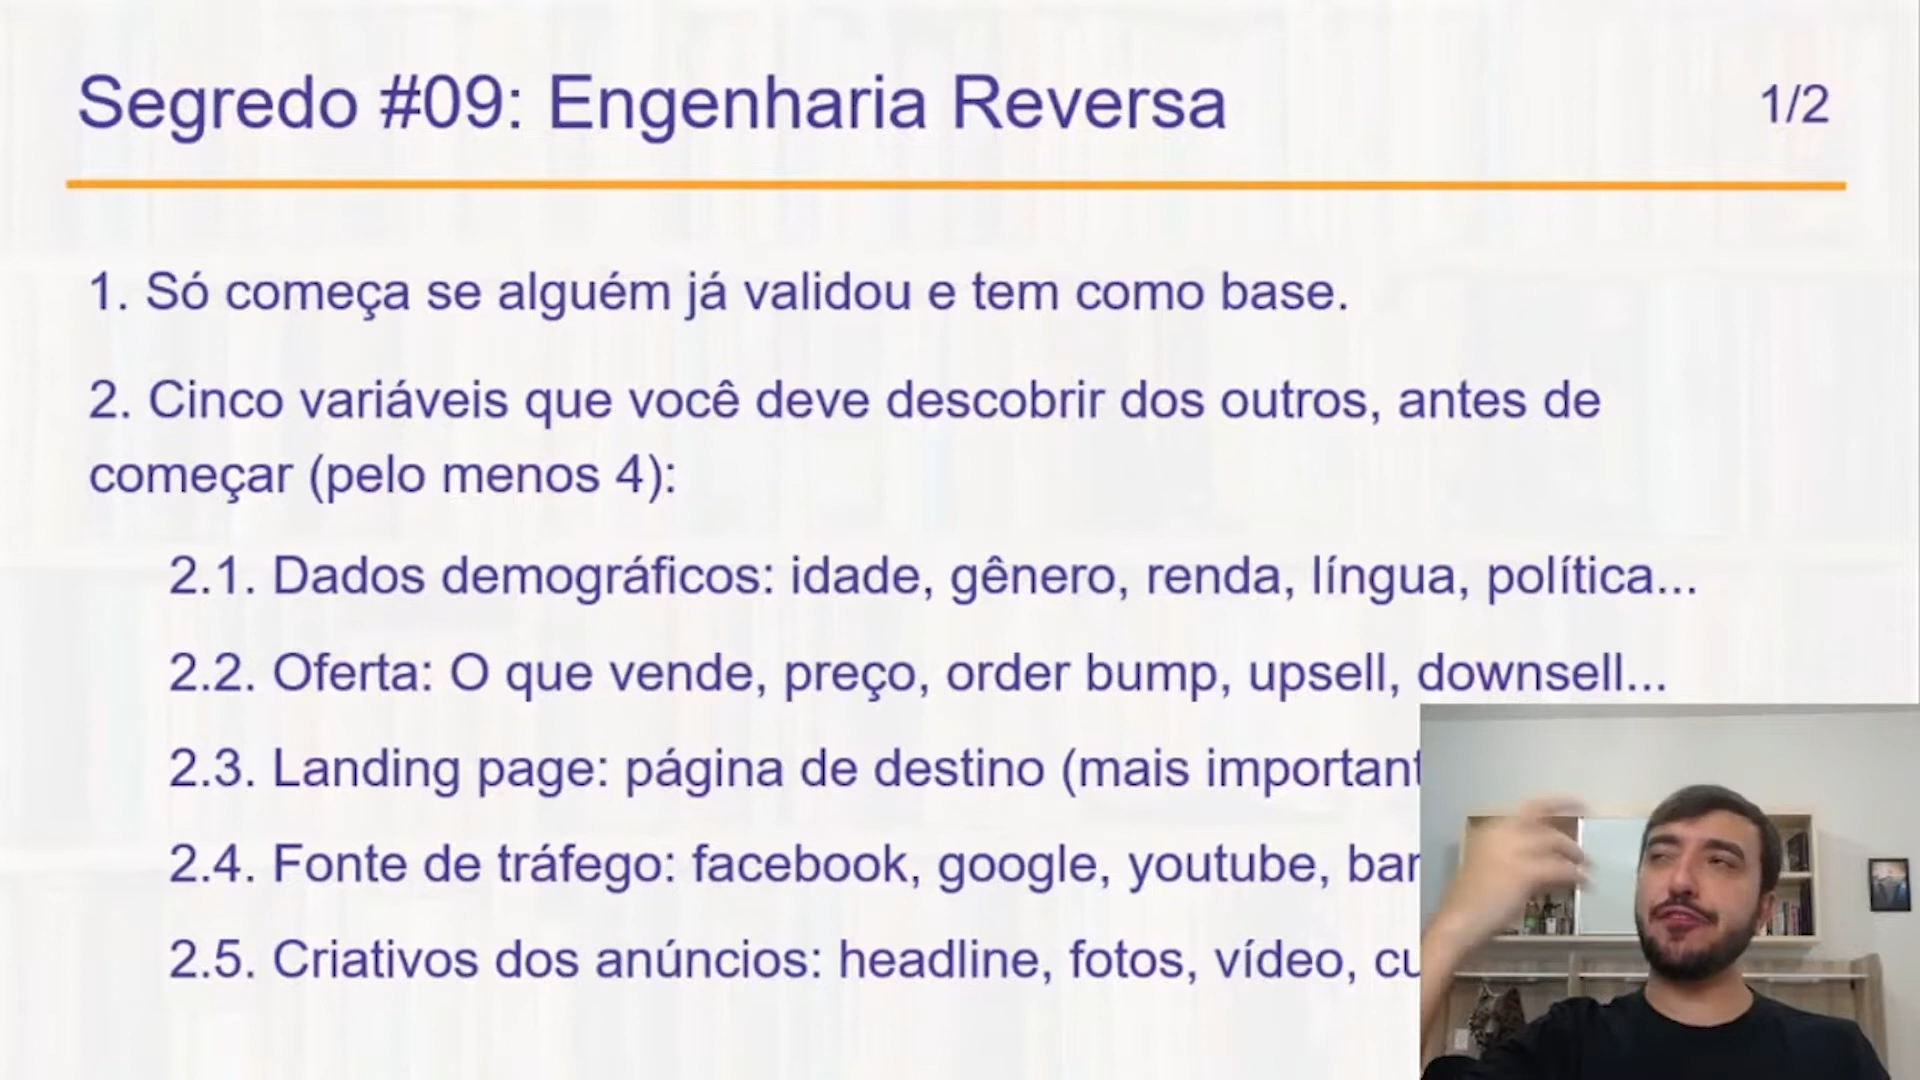 Segredo #09: Engenharia Reversa
1/2
1. Só começa se alguém já validou e tem como base.
2. Cinco variáveis que você deve descobrir dos outros, antes de
começar (pelo menos 4):
2.1. Dados demográficos: idade, gênero, renda, língua, política...
2.2. Oferta: O que vende, preço, order bump, upsell, downsell...
2.3. Landing page: página de destino (mais
2.4. Fonte de tráfego: facebook, google, youtube,
2.5. Criativos dos anúncios: headline, fotos, vídeo,